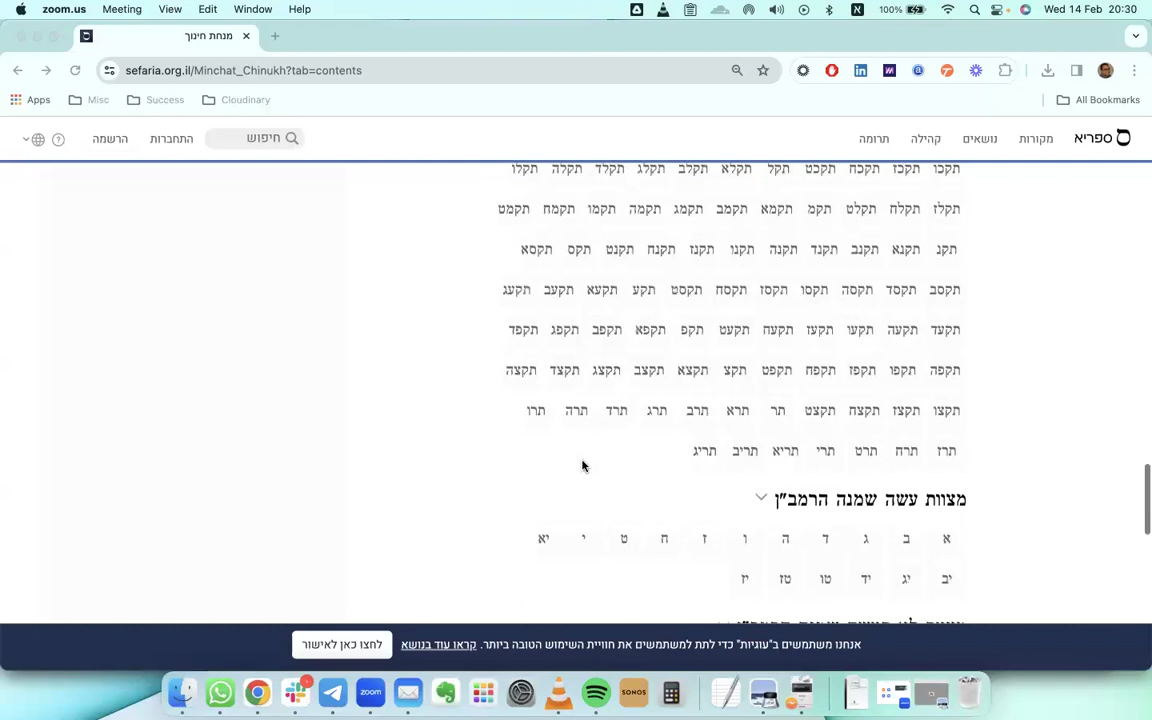 zoom.us Meeting View Edit Window Help 100% Wed 14 Feb 20:30
מנחת חינוך
sefaria.org.il/Minchat_Chinukh?tab=contents
Apps Misc Success Cloudinary All Bookmarks
ספריא מקורות נושאים קהילה תרומה חיפוש התחברות הרשמה
תקכו תקכז תקכח תקכט תקל תקלא תקלב תקלג תקלד תקלה תקלו
תקלז תקלח תקלט תקמ תקמא תקמב תקמג תקמה תקמו תקמח תקמט
תקנ תקנא תקנב תקנד תקנה תקנו תקנז תקנח תקנט תקס תקסא
תקסב תקסד תקסה תקסו תקסז תקסח תקסט תקע תקעא תקעב תקעג
תקעד תקעה תקעו תקעז תקעח תקעט תקפ תקפא תקפב תקפג תקפד
תקפה תקפו תקפז תקפח תקפט תקצ תקצא תקצב תקצג תקצד תקצה
תקצו תקצז תקצח תקצט תר תרא תרב תרג תרד תרה תרו
תרז תרח תרט תרי תריא תריב תריג
מצוות עשה שמנה הרמב"ן
א ב ג ד ה ו ז ח ט י יא
יב יג יד טו טז יז
אנחנו משתמשים ב"עוגיות" כדי לתת למשתמשים את חוויית השימוש הטובה ביותר. קראו עוד בנושא לחצו כאן לאישור
zoom SONOS